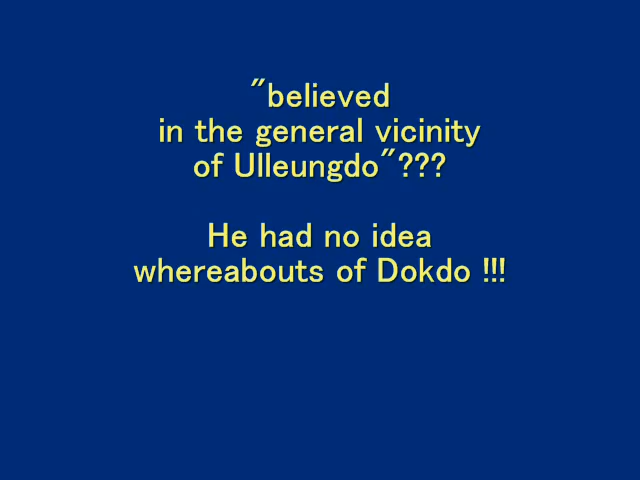 "believed
in the general vicinity
of Ulleungdo"???
He had no idea
whereabouts of Dokdo !!!